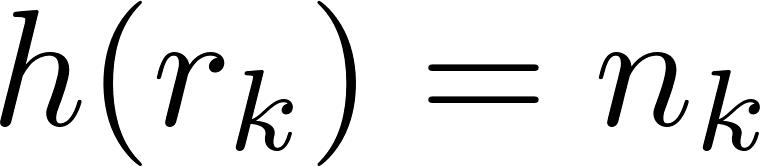 h(r_k) = n_k